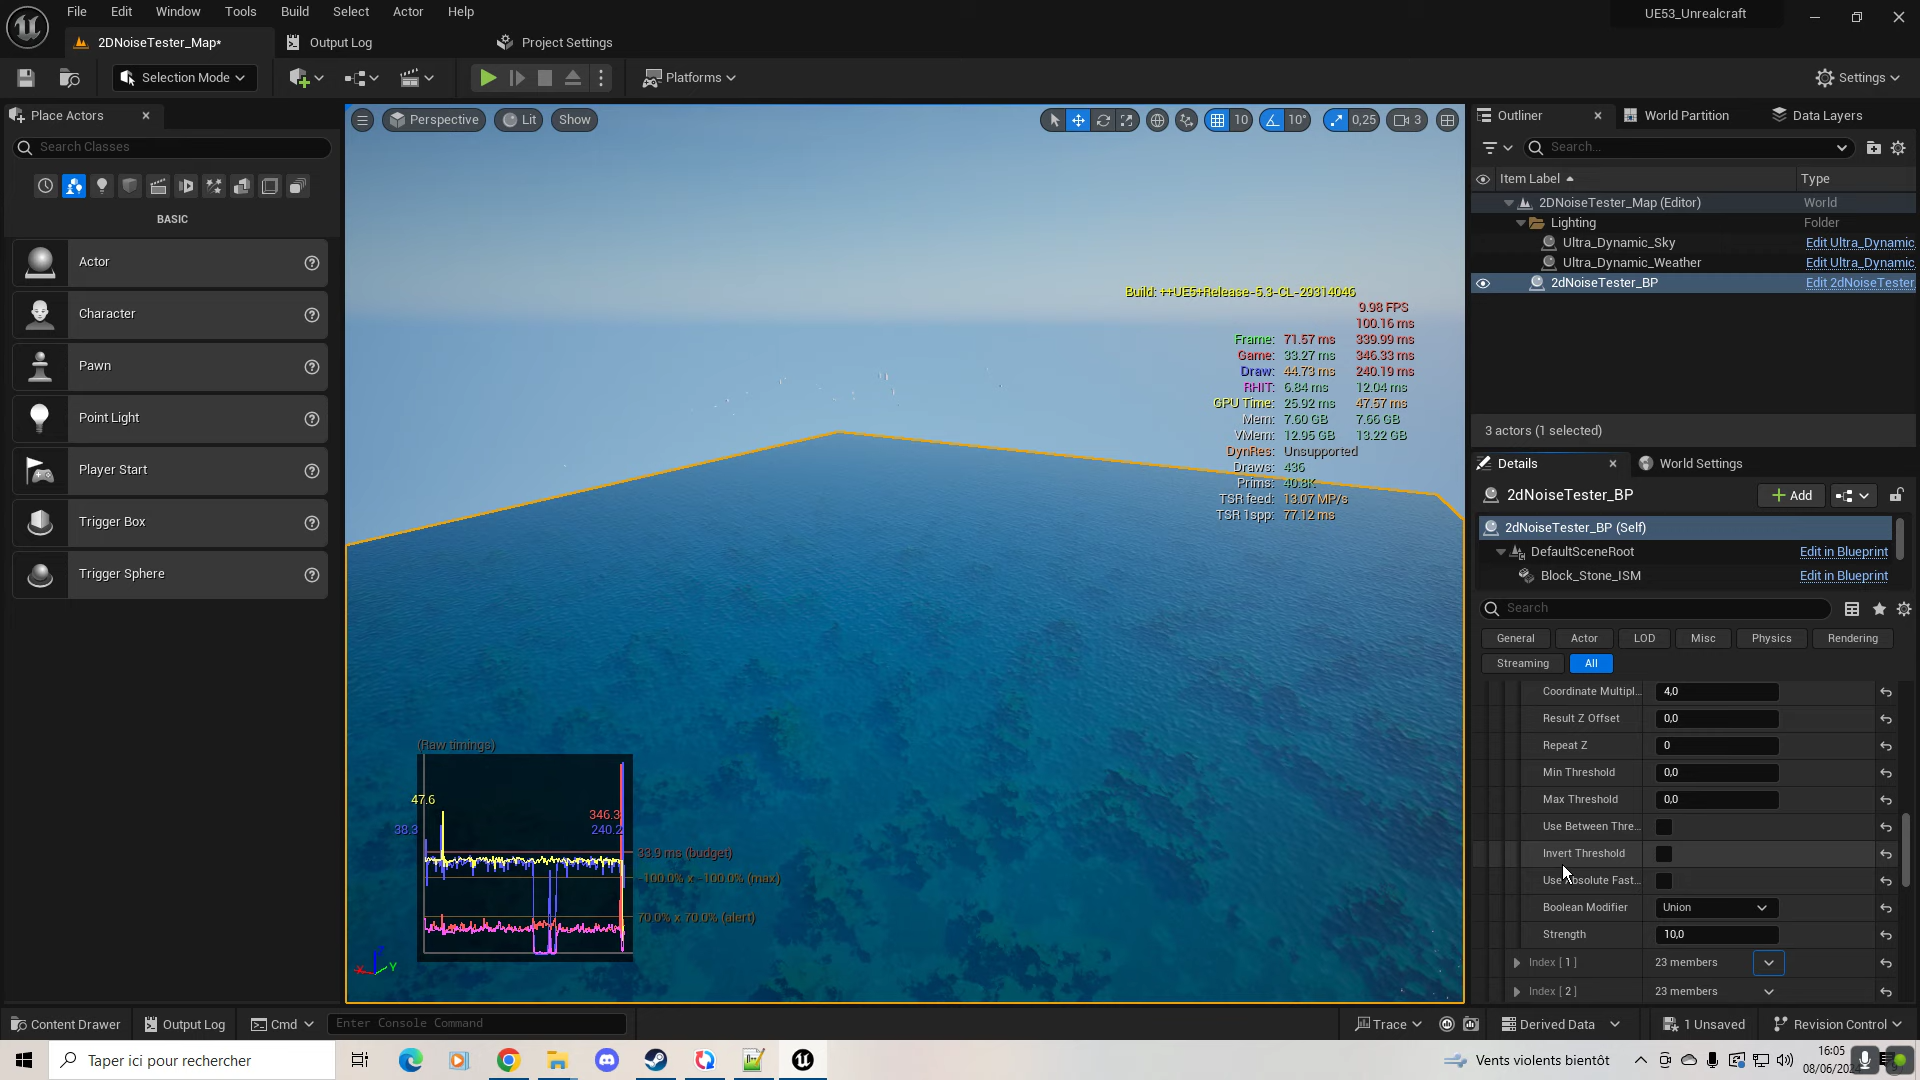 File Edit Window Tools Build Select Actor Help
UE53_Unrealcraft
2DNoiseTester_Map*
Output Log
Project Settings
Selection Mode
Platforms
Settings
Place Actors
Search Classes
BASIC
Actor
Character
Pawn
Point Light
Player Start
Trigger Box
Trigger Sphere
Perspective
Lit
Show
10
10°
0,25
3
Build: ++UE5+Release-5.3-CL-29314046
9.98 FPS
100.16 ms
Frame: 71.57 ms 339.99 ms
Game: 33.27 ms 346.33 ms
Draw: 44.73 ms 240.19 ms
RHIT: 6.84 ms 12.04 ms
GPU Time: 25.92 ms 47.57 ms
Mem: 7.60 GB 7.66 GB
VMem: 12.95 GB 13.22 GB
DynRes: Unsupported
Draws: 436
Prims: 40.8K
TSR feed: 13.07 MP/s
TSR 1spp: 77.12 ms
(Raw timings)
47.6
346.3
38.3
240.2
33.9 ms (budget)
-100.0% x -100.0% (max)
70.0% x 70.0% (alert)
X Y
Outliner
World Partition
Data Layers
Search...
Item Label Type
2DNoiseTester_Map (Editor) World
Lighting Folder
Ultra_Dynamic_Sky Edit Ultra_Dynamic
Ultra_Dynamic_Weather Edit Ultra_Dynamic
2dNoiseTester_BP Edit 2dNoiseTester
3 actors (1 selected)
Details
World Settings
2dNoiseTester_BP
Add
2dNoiseTester_BP (Self)
DefaultSceneRoot Edit in Blueprint
Block_Stone_ISM Edit in Blueprint
Search
General Actor LOD Misc Physics Rendering
Streaming All
Coordinate Multipl... 4,0
Result Z Offset 0,0
Repeat Z 0
Min Threshold 0,0
Max Threshold 0,0
Use Between Thre...
Invert Threshold
Use Absolute Fast...
Boolean Modifier Union
Strength 10,0
Index [ 1 ] 23 members
Index [ 2 ] 23 members
Content Drawer
Output Log
Cmd
Enter Console Command
Trace
Derived Data
1 Unsaved
Revision Control
Taper ici pour rechercher
Vents violents bientôt
16:05